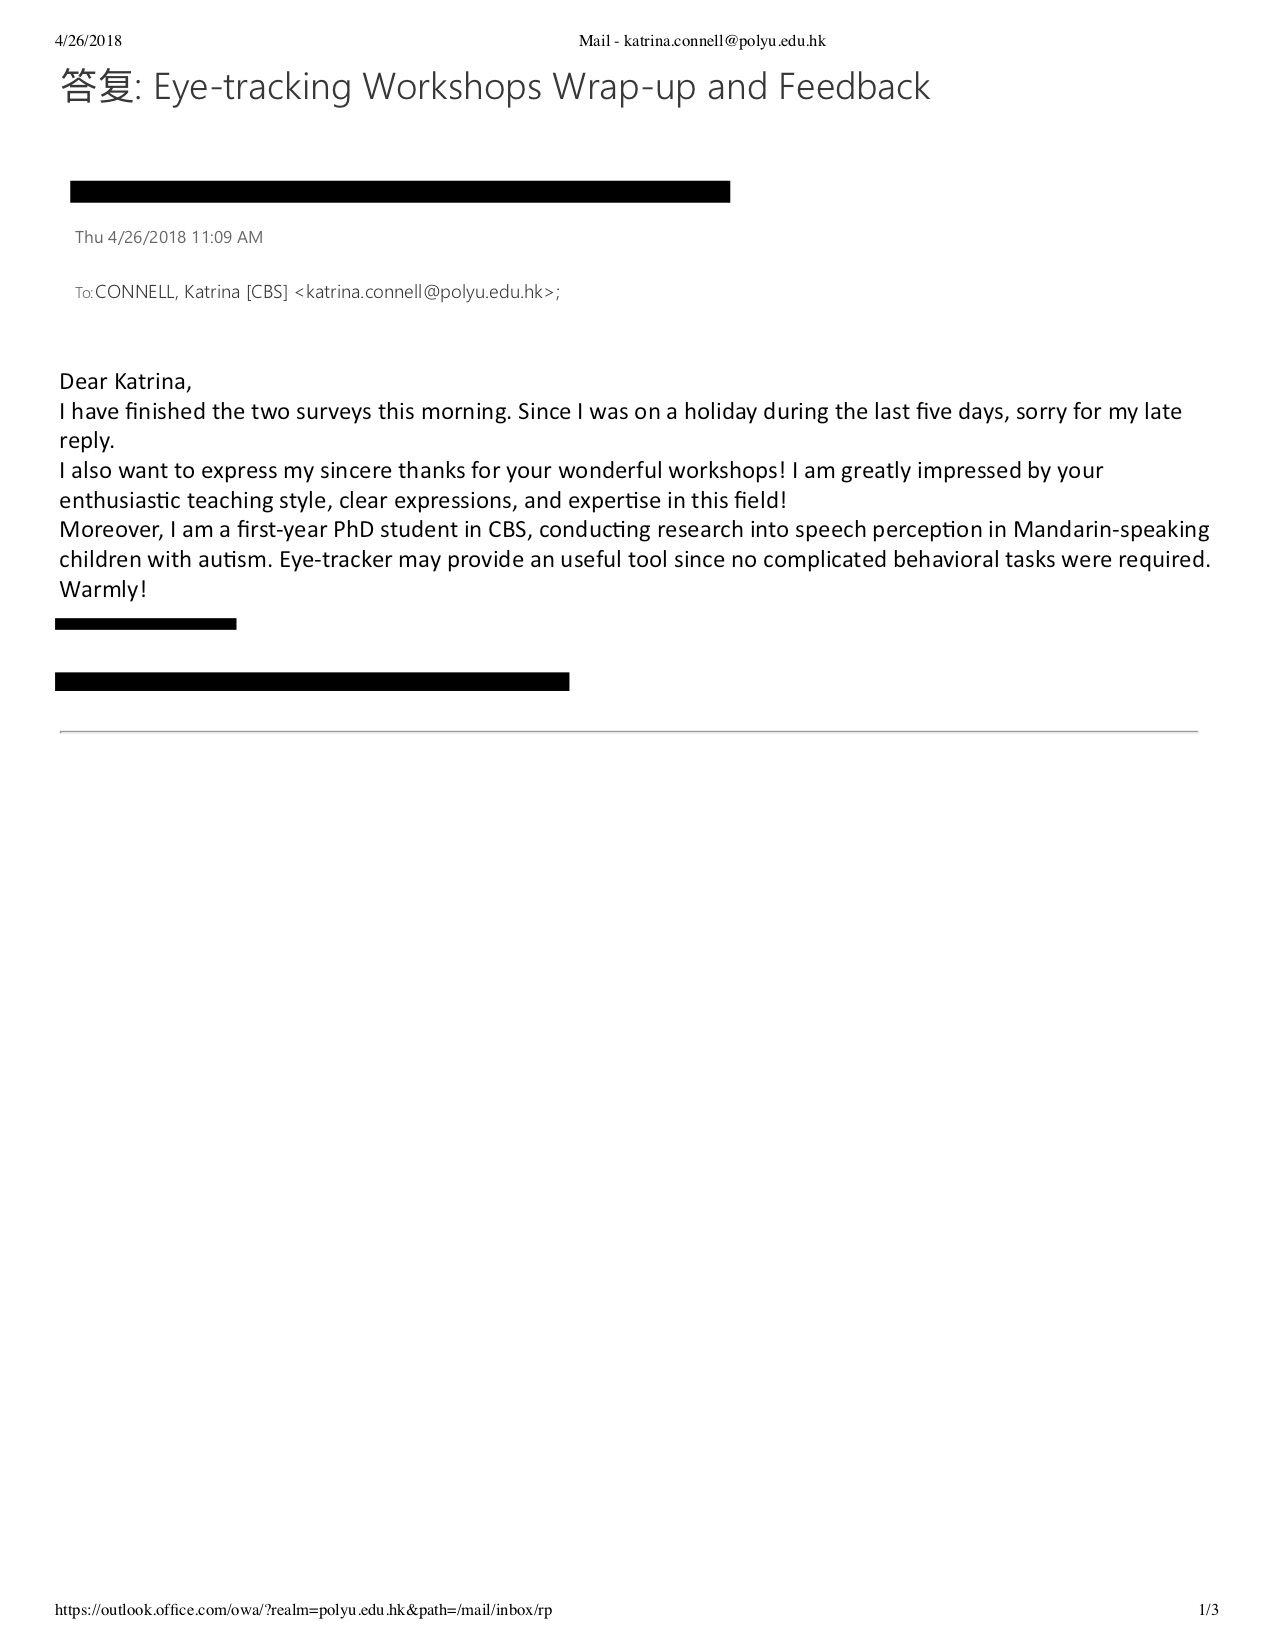 4/26/2018 Mail - katrina.connell@polyu.edu.hk
答复: Eye-tracking Workshops Wrap-up and Feedback
Thu 4/26/2018 11:09 AM
To:CONNELL, Katrina [CBS] <katrina.connell@polyu.edu.hk>;
Dear Katrina,
I have finished the two surveys this morning. Since I was on a holiday during the last five days, sorry for my late
reply.
I also want to express my sincere thanks for your wonderful workshops! I am greatly impressed by your
enthusiastic teaching style, clear expressions, and expertise in this field!
Moreover, I am a first-year PhD student in CBS, conducting research into speech perception in Mandarin-speaking
children with autism. Eye-tracker may provide an useful tool since no complicated behavioral tasks were required.
Warmly!
https://outlook.office.com/owa/?realm=polyu.edu.hk&path=/mail/inbox/rp 1/3